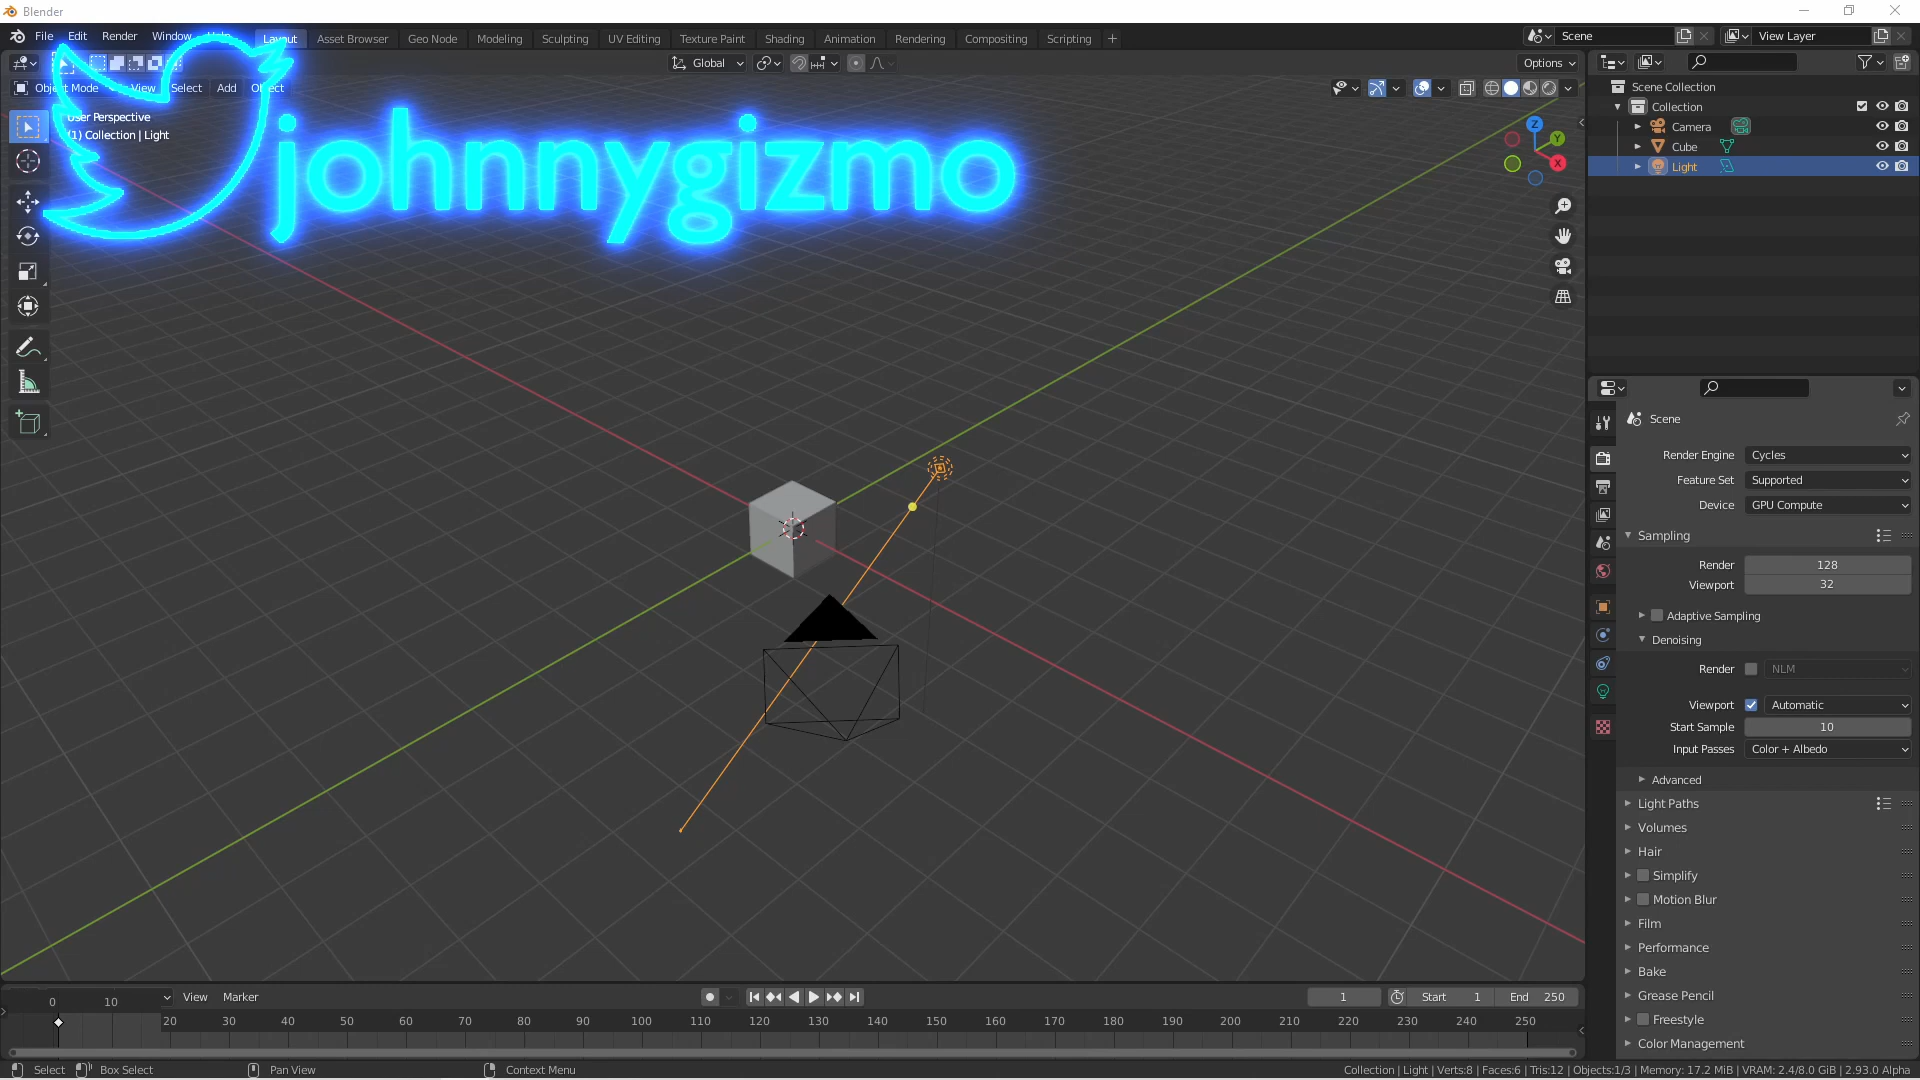 Blender
File Edit Render Window Help Layout Asset Browser Geo Node Modeling Sculpting UV Editing Texture Paint Shading Animation Rendering Compositing Scripting + Scene View Layer
Global Options
Object Mode View Select Add Object
User Perspective
(1) Collection | Light
johnnygizmo
Z
Y
X
Scene Collection
Collection
Camera
Cube
Light
Scene
Render Engine Cycles
Feature Set Supported
Device GPU Compute
Sampling
Render 128
Viewport 32
Adaptive Sampling
Denoising
Render NLM
Viewport Automatic
Start Sample 10
Input Passes Color + Albedo
Advanced
Light Paths
Volumes
Hair
Simplify
Motion Blur
Film
Performance
Bake
Grease Pencil
Freestyle
Color Management
View Marker 1 Start 1 End 250
0 10 20 30 40 50 60 70 80 90 100 110 120 130 140 150 160 170 180 190 200 210 220 230 240 250
Select Box Select Pan View Context Menu Collection | Light | Verts:8 | Faces:6 | Tris:12 | Objects:1/3 | Memory: 17.2 MiB | VRAM: 2.4/8.0 GiB | 2.93.0 Alpha